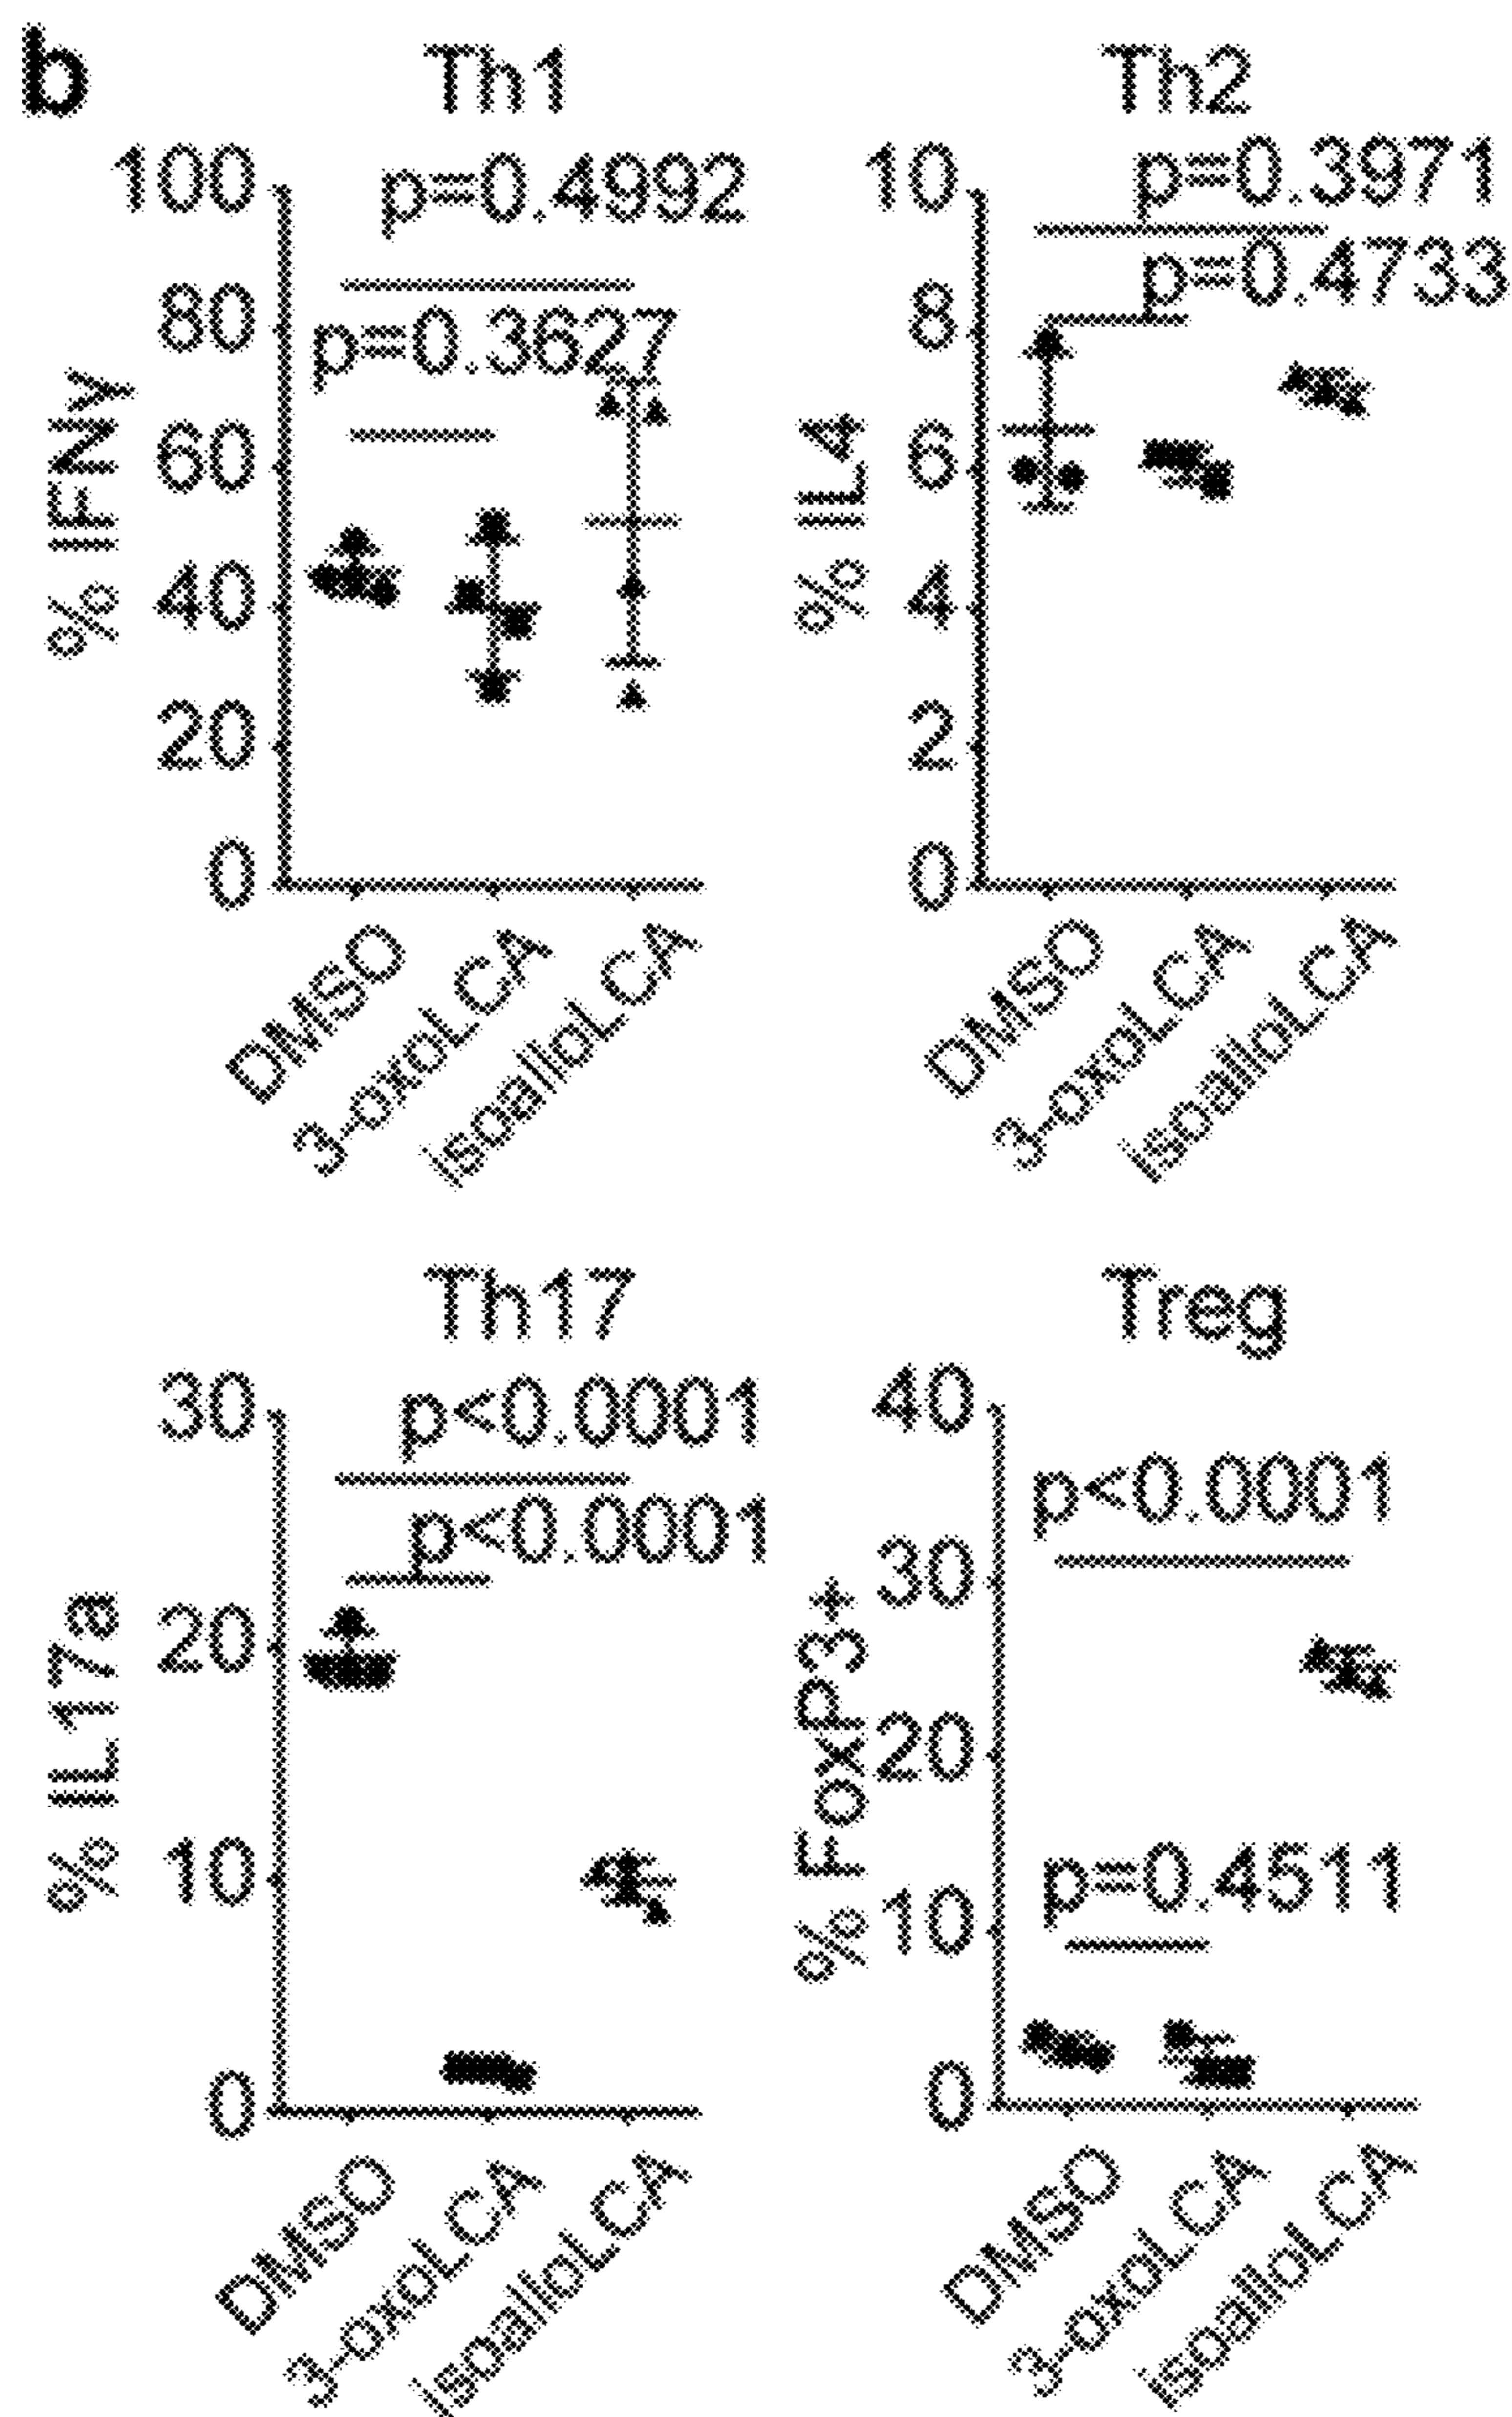 b
Th1
p=0.4992
p=0.3627
% IFNγ
100
80
60
40
20
0
DMSO
3-oxoLCA
isoalloLCA
Th2
p=0.3971
p=0.4733
% IL4
10
8
6
4
2
0
DMSO
3-oxoLCA
isoalloLCA
Th17
p<0.0001
p<0.0001
% IL17a
30
20
10
0
DMSO
3-oxoLCA
isoalloLCA
Treg
p<0.0001
p=0.4511
% FoxP3+
40
30
20
10
0
DMSO
3-oxoLCA
isoalloLCA